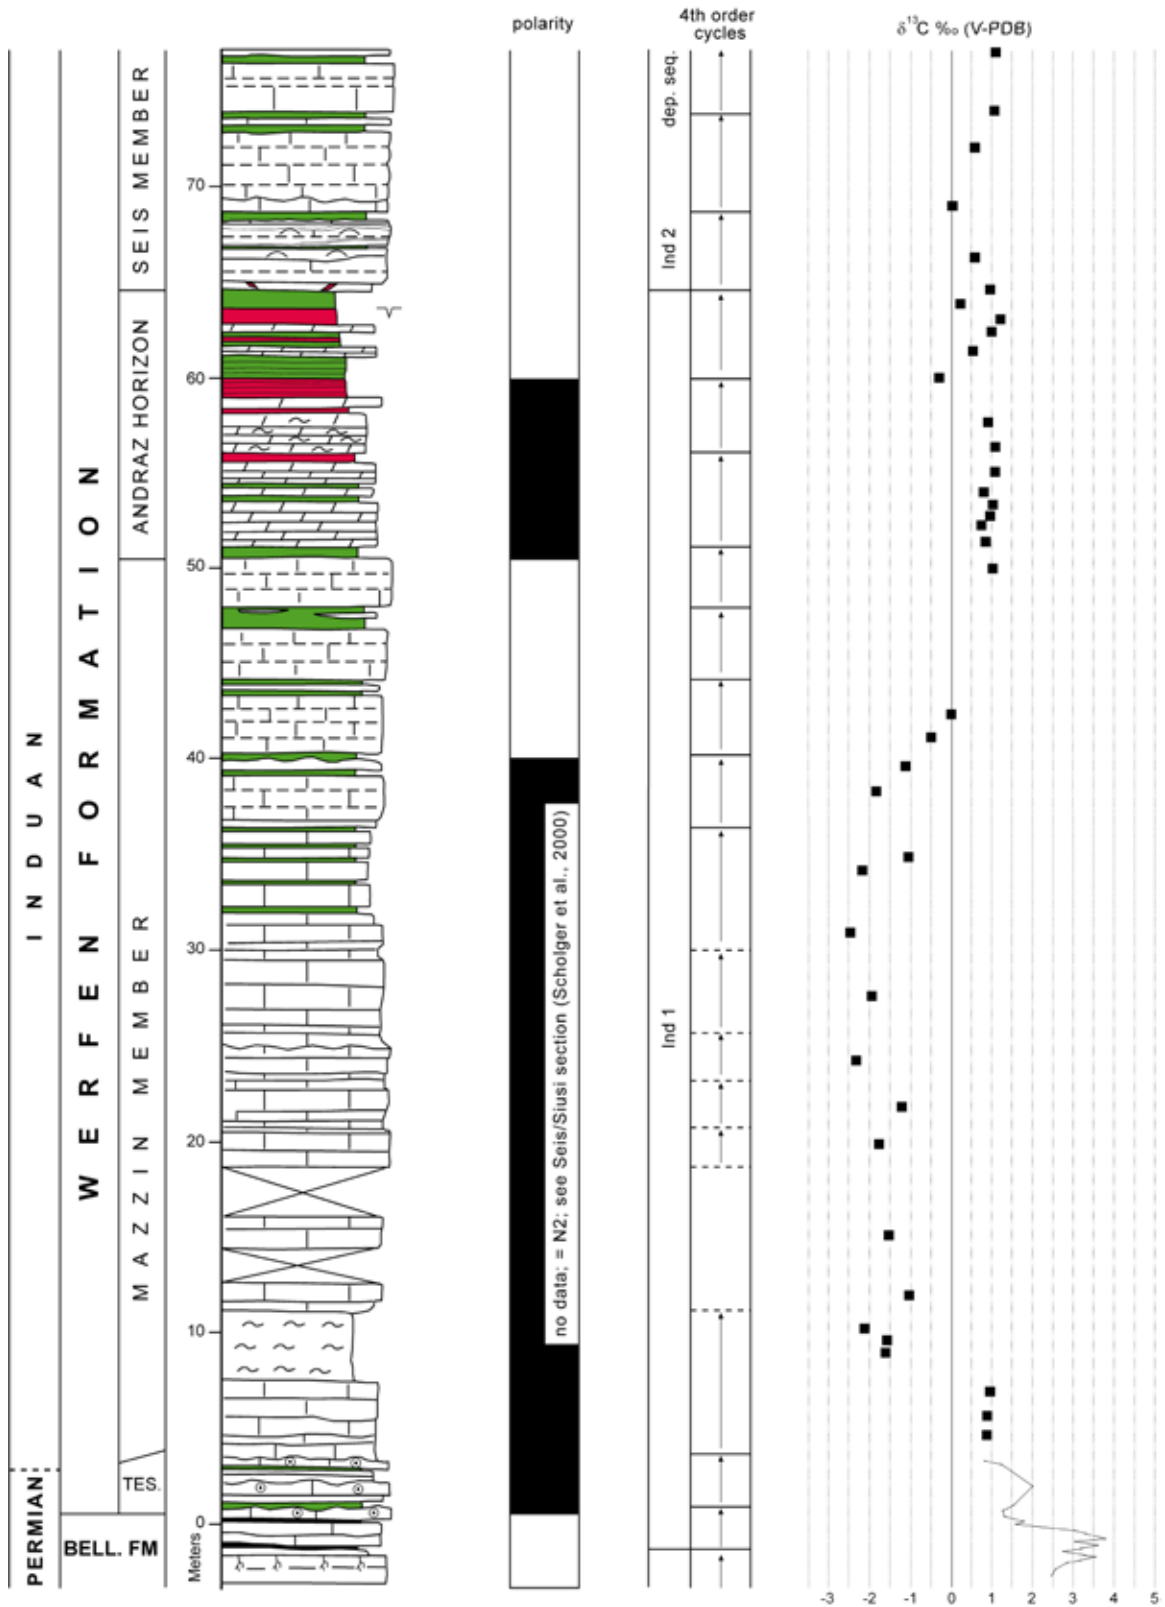 polarity
4th order
cycles
δ¹³C ‰ (V-PDB)
INDUAN
PERMIAN
WERFEN FORMATION
BELL. FM
SEIS MEMBER
ANDRAZ HORIZON
MAZZIN MEMBER
TES.
70
60
50
40
30
20
10
0
Meters
no data; = N2; see Seis/Siusi section (Scholger et al., 2000)
dep. seq.
Ind 2
Ind 1
-3 -2 -1 0 1 2 3 4 5